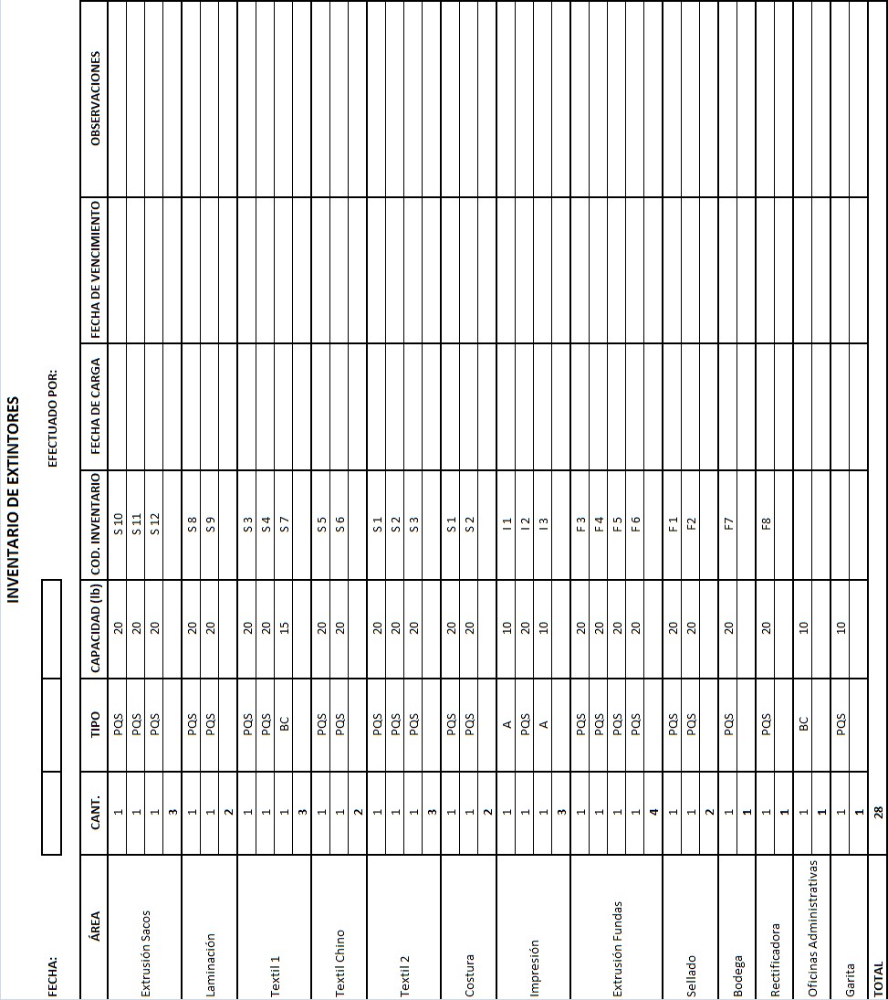 INVENTARIO DE EXTINTORES
FECHA: EFECTUADO POR:
ÁREA CANT. TIPO CAPACIDAD (lb) COD. INVENTARIO FECHA DE CARGA FECHA DE VENCIMIENTO OBSERVACIONES
Extrusión Sacos
1 PQS 20 S 10
1 PQS 20 S 11
1 PQS 20 S 12
3
Laminación
1 PQS 20 S 8
1 PQS 20 S 9
2
Textil 1
1 PQS 20 S 3
1 PQS 20 S 4
1 BC 15 S 7
3
Textil Chino
1 PQS 20 S 5
1 PQS 20 S 6
2
Textil 2
1 PQS 20 S 1
1 PQS 20 S 2
1 PQS 20 S 3
3
Costura
1 PQS 20 S 1
1 PQS 20 S 2
2
Impresión
1 A 10 I 1
1 PQS 20 I 2
1 A 10 I 3
3
Extrusión Fundas
1 PQS 20 F 3
1 PQS 20 F 4
1 PQS 20 F 5
1 PQS 20 F 6
4
Sellado
1 PQS 20 F 1
1 PQS 20 F2
2
Bodega
1 PQS 20 F7
1
Rectificadora
1 PQS 20 F8
1
Oficinas Administrativas
1 BC 10
1
Garita
1 PQS 10
1
TOTAL 28